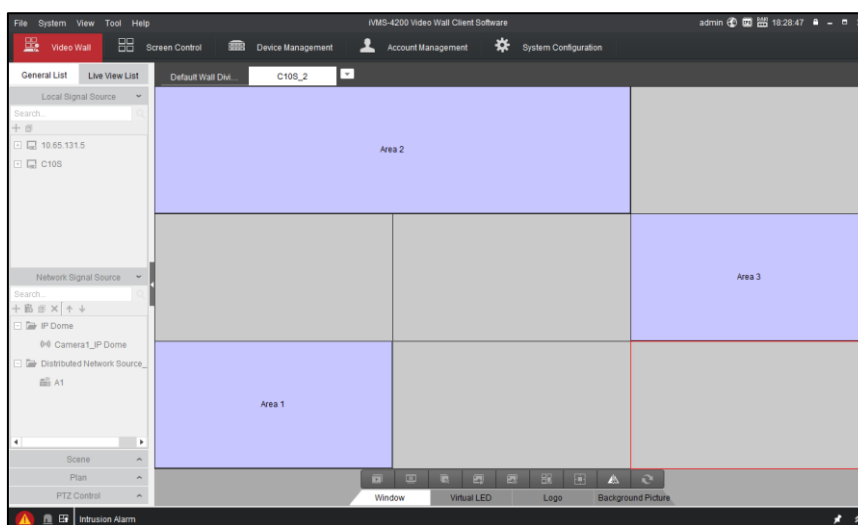 File System View Tool Help iVMS-4200 Video Wall Client Software admin 18:28:47
Video Wall Screen Control Device Management Account Management System Configuration
General List Live View List Default Wall Divi... C10S_2
Local Signal Source
Search...
10.65.131.5
C10S
Area 2
Network Signal Source
Search...
IP Dome
Camera1_IP Dome
Distributed Network Source_
A1
Area 3
Area 1
Scene
Plan
PTZ Control
Window Virtual LED Logo Background Picture
Intrusion Alarm